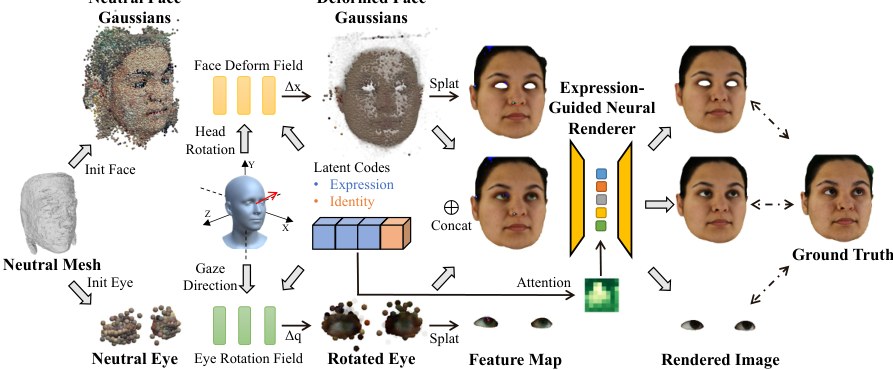 Neutral Face
Gaussians
Deformed Face
Gaussians
Face Deform Field
Δx
Splat
Expression-
Guided Neural
Renderer
Head
Rotation
Init Face
Y
Z
X
Latent Codes
• Expression
• Identity
Concat
Neutral Mesh
Ground Truth
Init Eye
Gaze
Direction
Attention
Δq
Splat
Neutral Eye
Eye Rotation Field
Rotated Eye
Feature Map
Rendered Image